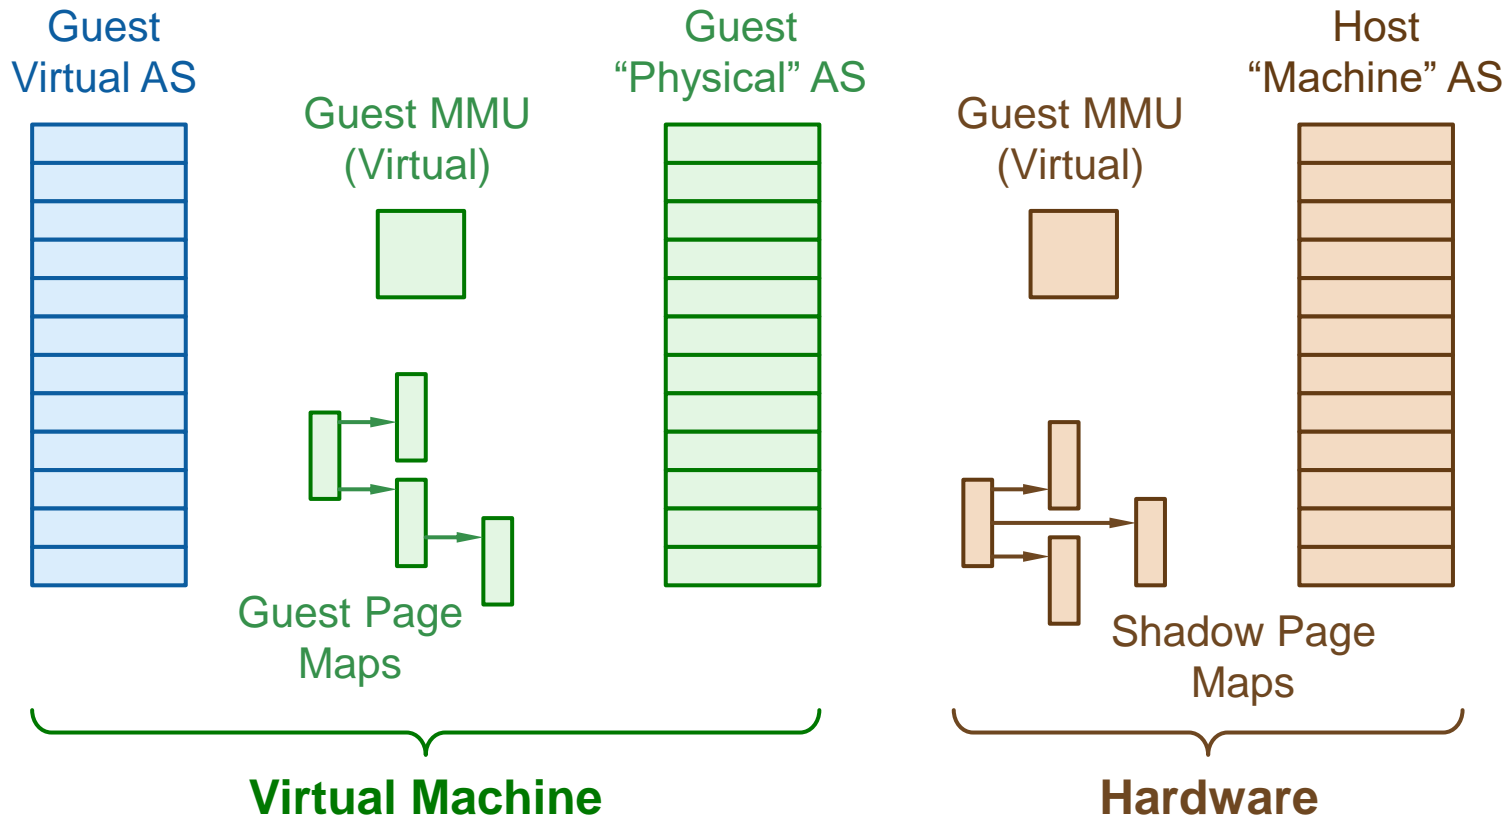 Guest
Virtual AS
Guest MMU
(Virtual)
Guest
“Physical” AS
Guest MMU
(Virtual)
Host
“Machine” AS
Guest Page
Maps
Shadow Page
Maps
Virtual Machine
Hardware